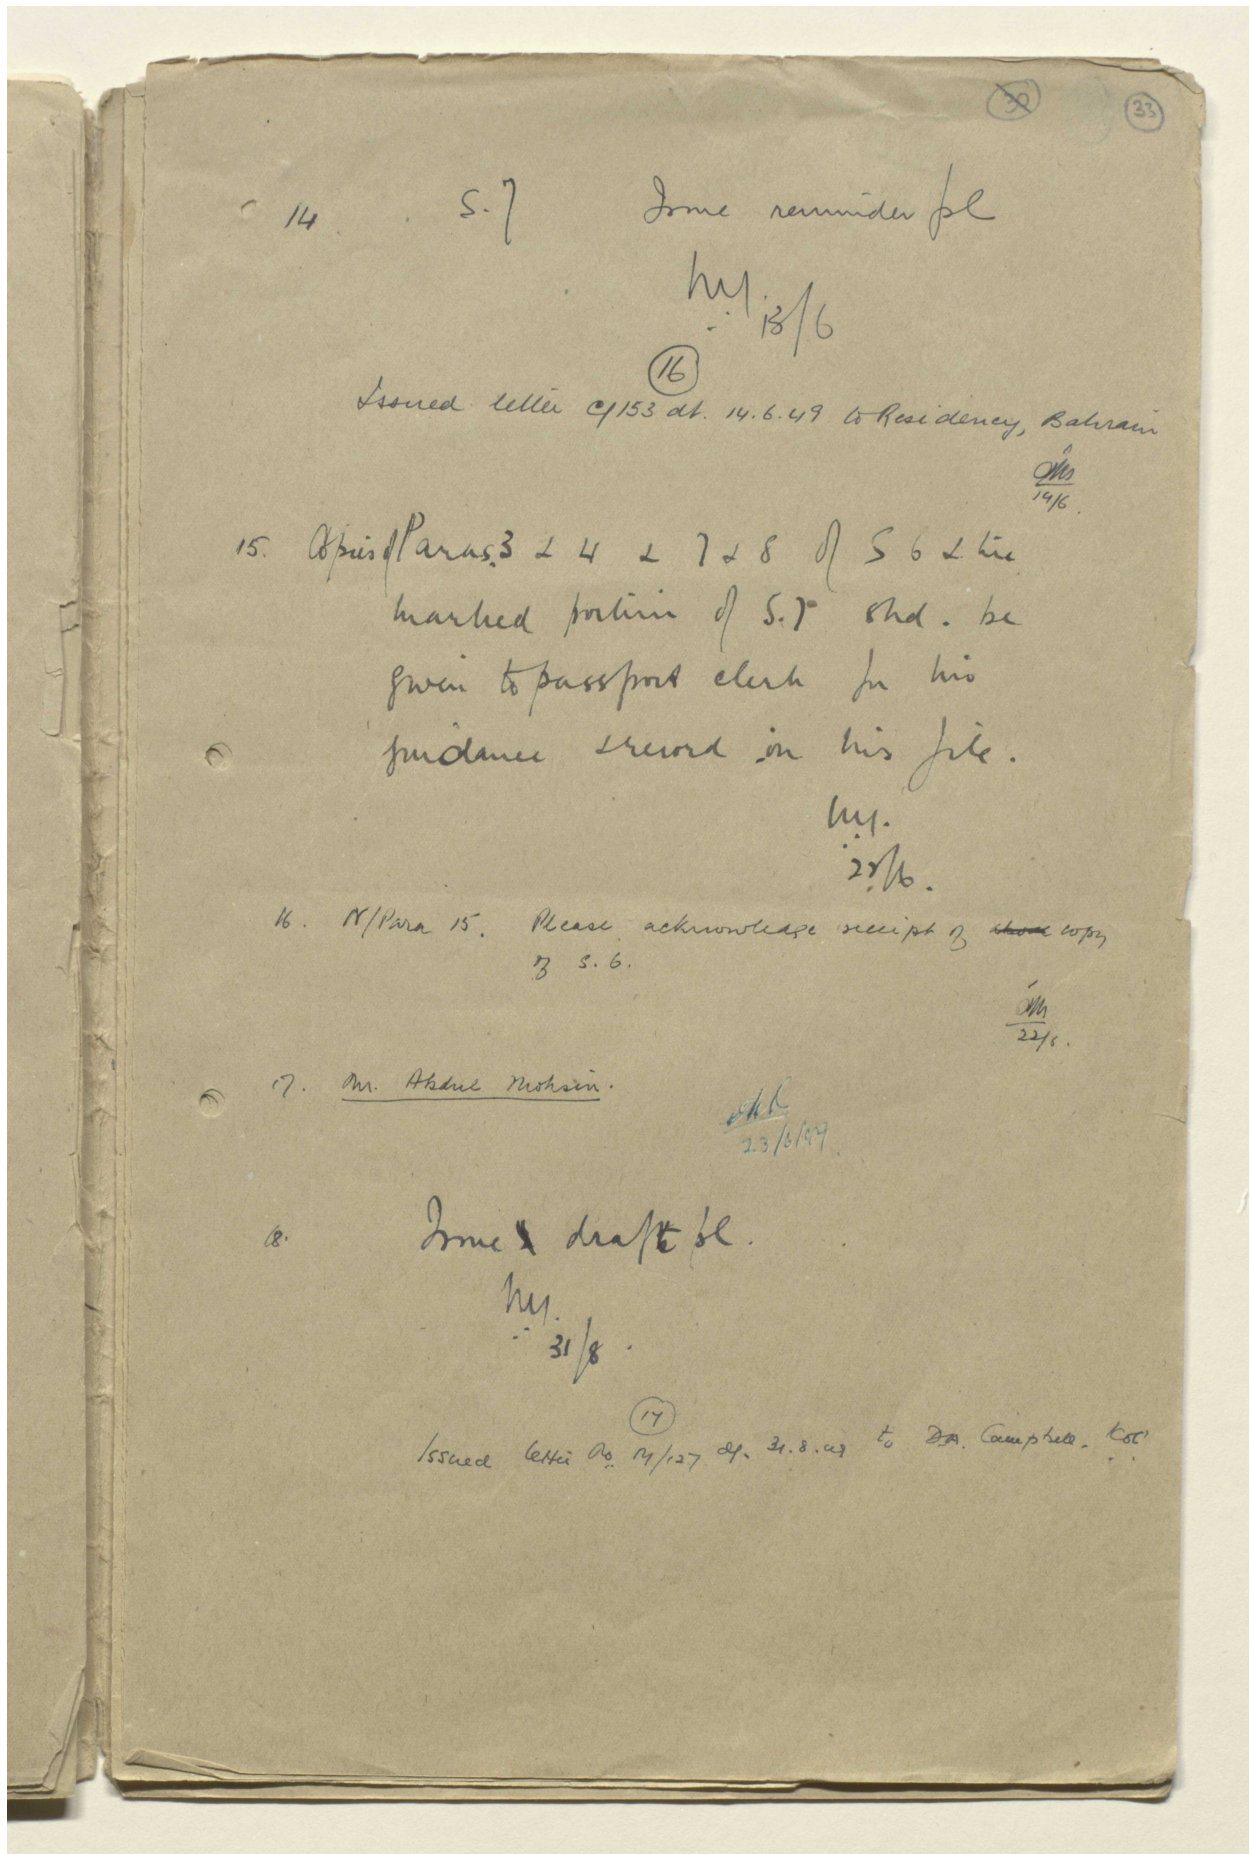 30 33
14 S.7 Issue reminder pl
13/6
16
Issued letter C/153 dt. 14.6.49 to Residency, Bahrain
14/6.
15. Copies of Paras. 3 & 4 & 7 & 8 of S 6 & the
marked portion of S.7 shd. be
given to passport clerk for his
guidance & record on his file.
16. N/Para 15. Please acknowledge receipt of above copy
of S.6.
22/6.
17. Mr. Abdul Mohsin.
23/6/49
18. Issue draft pl.
31/8.
17
Issued letter No. M/127 dt. 31.8.49 to Dr. Campbell. KOC